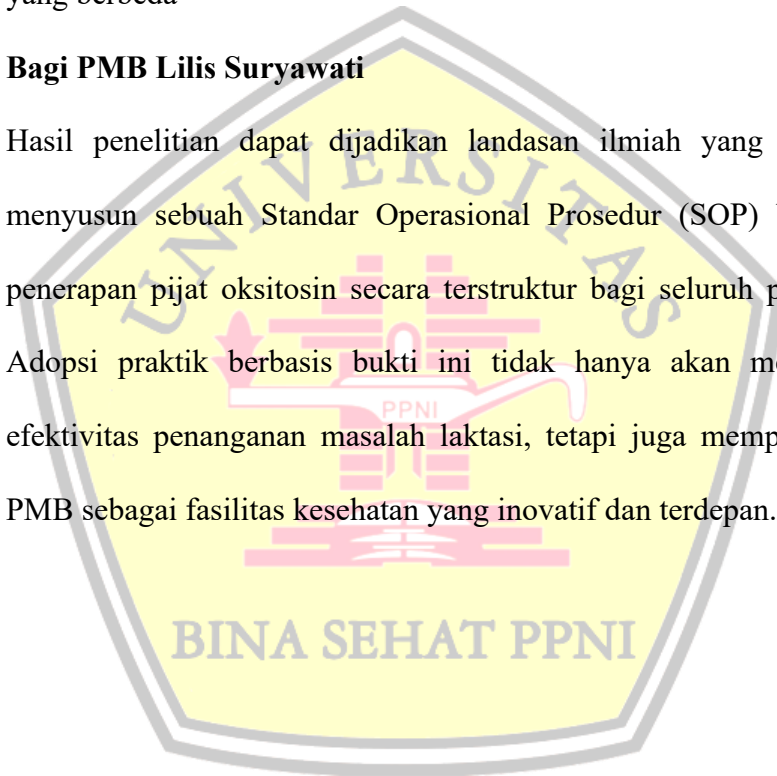 yang berbeda
Bagi PMB Lilis Suryawati
Hasil penelitian dapat dijadikan landasan ilmiah yang
menyusun sebuah Standar Operasional Prosedur (SOP)
penerapan pijat oksitosin secara terstruktur bagi seluruh
Adopsi praktik berbasis bukti ini tidak hanya akan
efektivitas penanganan masalah laktasi, tetapi juga
PMB sebagai fasilitas kesehatan yang inovatif dan terdepan.
UNIVERSITAS
PPNI
BINA SEHAT PPNI